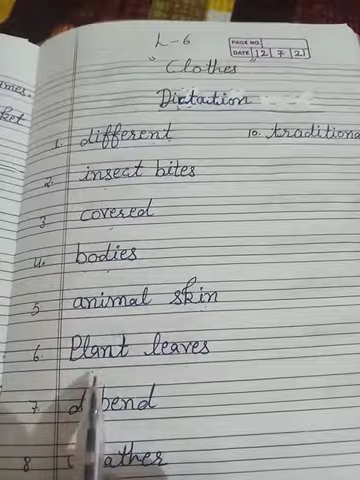 L-6
PAGE NO.
DATE 12 7 21
"Clothes"
Dictation
1. different
10. traditiona
2. insect bites
3. covered
4. bodies
5. animal skin
6. Plant leaves
7.
8